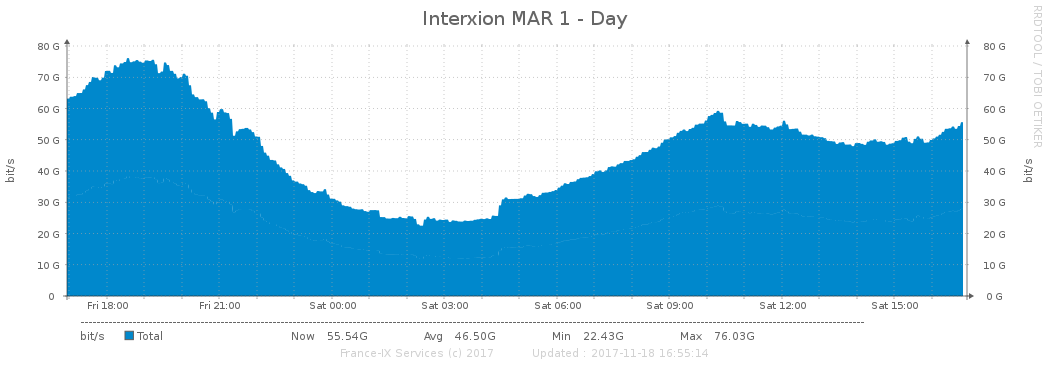 Interxion MAR 1 - Day
RRDTOOL / TOBI OETIKER
80 G 80 G
70 G 70 G
60 G 60 G
50 G 50 G
40 G 40 G
30 G 30 G
20 G 20 G
10 G 10 G
0 0 G
bit/s bit/s
Fri 18:00 Fri 21:00 Sat 00:00 Sat 03:00 Sat 06:00 Sat 09:00 Sat 12:00 Sat 15:00
bit/s Total Now 55.54G Avg 46.50G Min 22.43G Max 76.03G
France-IX Services (c) 2017 Updated : 2017-11-18 16:55:14